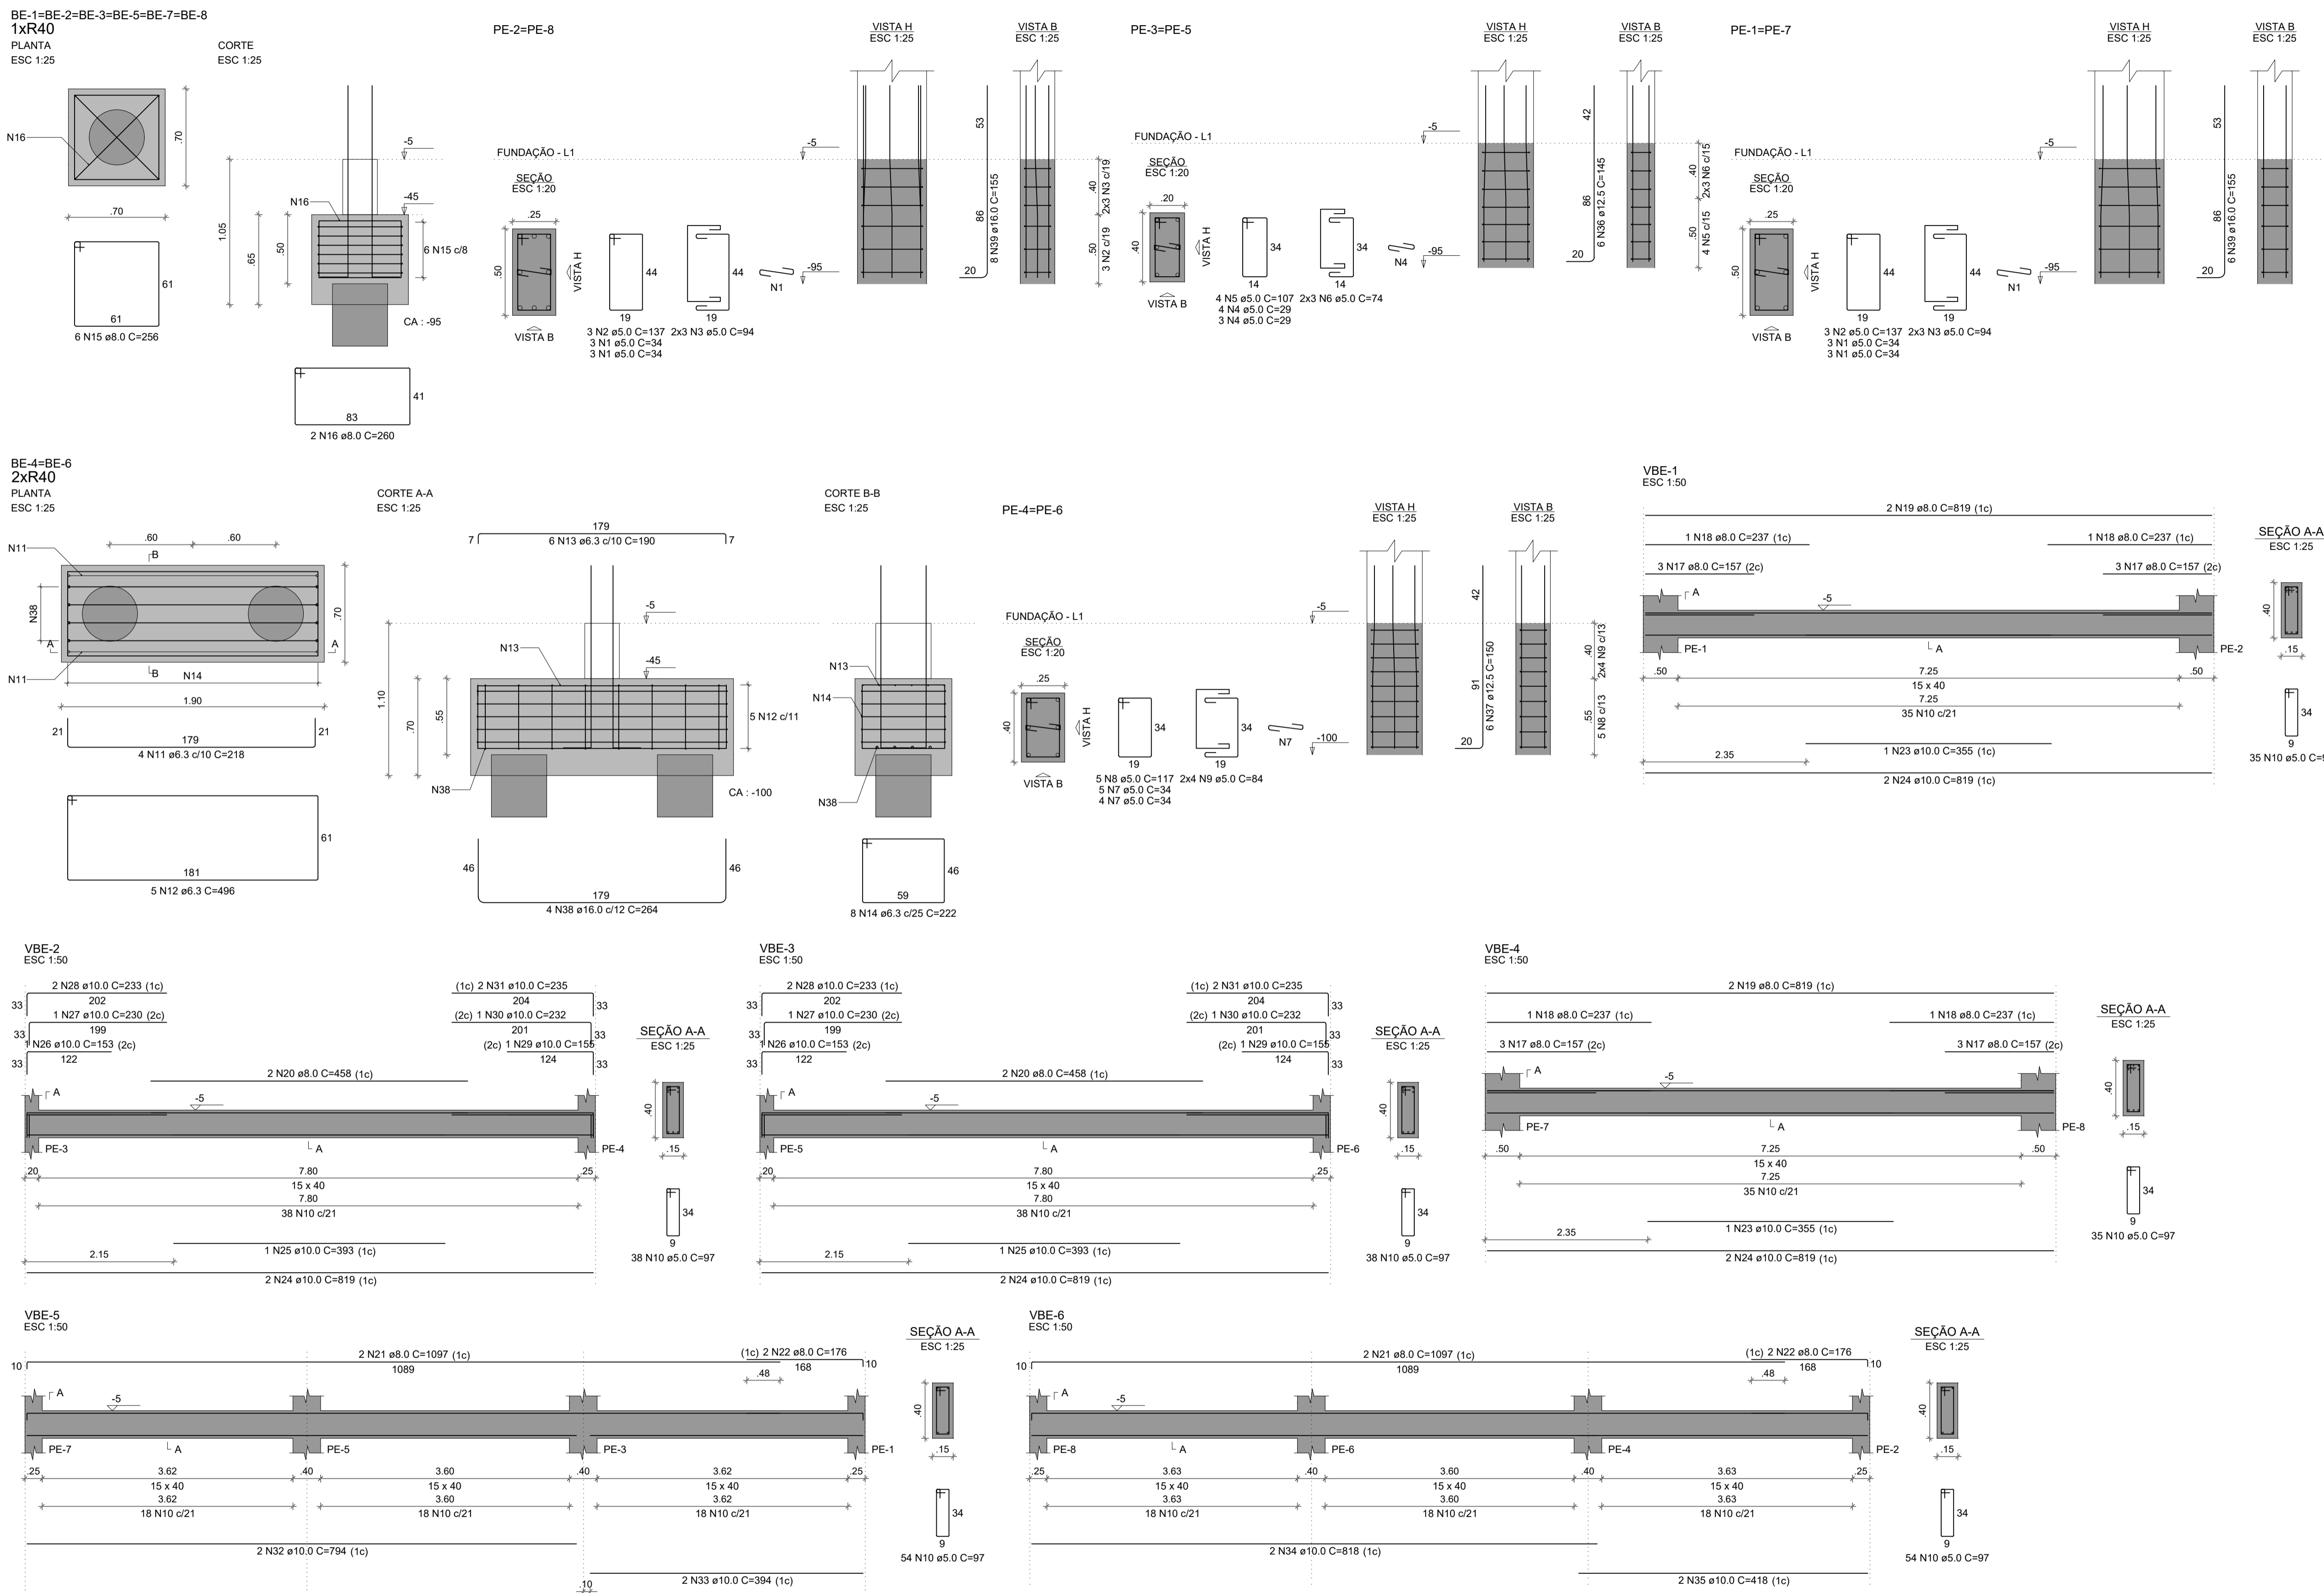 BE-1=BE-2=BE-3=BE-5=BE-7=BE-8
1xR40
PLANTA
ESC 1:25
N16
.70
.70
61
61
6 N15 ø8.0 C=256
CORTE
ESC 1:25
-5
-45
N16
1.05
.65
.50
6 N15 c/8
CA : -95
41
83
2 N16 ø8.0 C=260
PE-2=PE-8
FUNDAÇÃO - L1
SEÇÃO
ESC 1:20
.25
.50
VISTA H
VISTA B
44
19
3 N2 ø5.0 C=137
3 N1 ø5.0 C=34
3 N1 ø5.0 C=34
44
19
2x3 N3 ø5.0 C=94
N1
VISTA H
ESC 1:25
-5
-95
53
86
20
8 N39 ø16.0 C=155
VISTA B
ESC 1:25
.40
2x3 N3 c/19
.50
3 N2 c/19
PE-3=PE-5
FUNDAÇÃO - L1
SEÇÃO
ESC 1:20
.20
.40
VISTA H
VISTA B
34
14
4 N5 ø5.0 C=107
4 N4 ø5.0 C=29
3 N4 ø5.0 C=29
34
14
2x3 N6 ø5.0 C=74
N4
VISTA H
ESC 1:25
-5
-95
42
86
20
6 N36 ø12.5 C=145
VISTA B
ESC 1:25
.40
2x3 N6 c/15
.50
4 N5 c/15
PE-1=PE-7
FUNDAÇÃO - L1
SEÇÃO
ESC 1:20
.25
.50
VISTA H
VISTA B
44
19
3 N2 ø5.0 C=137
3 N1 ø5.0 C=34
3 N1 ø5.0 C=34
44
19
2x3 N3 ø5.0 C=94
N1
VISTA H
ESC 1:25
-5
-95
53
86
20
6 N39 ø16.0 C=155
VISTA B
ESC 1:25
BE-4=BE-6
2xR40
PLANTA
ESC 1:25
.60
.60
B
N11
N38
A
A
.70
N11
B
N14
1.90
21
21
179
4 N11 ø6.3 c/10 C=218
61
181
5 N12 ø6.3 C=496
CORTE A-A
ESC 1:25
179
7
7
6 N13 ø6.3 c/10 C=190
-5
N13
-45
1.10
.70
.55
5 N12 c/11
N38
CA : -100
46
46
179
4 N38 ø16.0 c/12 C=264
CORTE B-B
ESC 1:25
N13
N14
N38
46
59
8 N14 ø6.3 c/25 C=222
PE-4=PE-6
FUNDAÇÃO - L1
SEÇÃO
ESC 1:20
.25
.40
VISTA H
VISTA B
34
19
5 N8 ø5.0 C=117
5 N7 ø5.0 C=34
4 N7 ø5.0 C=34
34
19
2x4 N9 ø5.0 C=84
N7
VISTA H
ESC 1:25
-5
-100
42
91
20
6 N37 ø12.5 C=150
VISTA B
ESC 1:25
.40
2x4 N9 c/13
.55
5 N8 c/13
VBE-1
ESC 1:50
2 N19 ø8.0 C=819 (1c)
1 N18 ø8.0 C=237 (1c)
1 N18 ø8.0 C=237 (1c)
3 N17 ø8.0 C=157 (2c)
3 N17 ø8.0 C=157 (2c)
A
-5
PE-1
A
PE-2
.50
7.25
.50
15 x 40
7.25
35 N10 c/21
2.35
1 N23 ø10.0 C=355 (1c)
2 N24 ø10.0 C=819 (1c)
SEÇÃO A-A
ESC 1:25
.40
.15
34
9
35 N10 ø5.0 C=9
VBE-2
ESC 1:50
2 N28 ø10.0 C=233 (1c)
(1c) 2 N31 ø10.0 C=235
33
202
204
33
1 N27 ø10.0 C=230 (2c)
(2c) 1 N30 ø10.0 C=232
33
199
201
33
1 N26 ø10.0 C=153 (2c)
(2c) 1 N29 ø10.0 C=155
33
122
124
33
2 N20 ø8.0 C=458 (1c)
A
-5
PE-3
A
PE-4
.20
7.80
.25
15 x 40
7.80
38 N10 c/21
1 N25 ø10.0 C=393 (1c)
2.15
2 N24 ø10.0 C=819 (1c)
SEÇÃO A-A
ESC 1:25
.40
.15
34
9
38 N10 ø5.0 C=97
VBE-3
ESC 1:50
2 N28 ø10.0 C=233 (1c)
(1c) 2 N31 ø10.0 C=235
33
202
204
33
1 N27 ø10.0 C=230 (2c)
(2c) 1 N30 ø10.0 C=232
33
199
201
33
1 N26 ø10.0 C=153 (2c)
(2c) 1 N29 ø10.0 C=155
33
122
124
33
2 N20 ø8.0 C=458 (1c)
A
-5
PE-5
A
PE-6
.20
7.80
.25
15 x 40
7.80
38 N10 c/21
1 N25 ø10.0 C=393 (1c)
2.15
2 N24 ø10.0 C=819 (1c)
SEÇÃO A-A
ESC 1:25
.40
.15
34
9
38 N10 ø5.0 C=97
VBE-4
ESC 1:50
2 N19 ø8.0 C=819 (1c)
1 N18 ø8.0 C=237 (1c)
1 N18 ø8.0 C=237 (1c)
3 N17 ø8.0 C=157 (2c)
3 N17 ø8.0 C=157 (2c)
A
-5
PE-7
A
PE-8
.50
7.25
.50
15 x 40
7.25
35 N10 c/21
1 N23 ø10.0 C=355 (1c)
2.35
2 N24 ø10.0 C=819 (1c)
SEÇÃO A-A
ESC 1:25
.40
.15
34
9
35 N10 ø5.0 C=97
VBE-5
ESC 1:50
2 N21 ø8.0 C=1097 (1c)
(1c) 2 N22 ø8.0 C=176
10
1089
168
10
.48
A
-5
PE-7
A
PE-5
PE-3
PE-1
.25
3.62
.40
3.60
.40
3.62
.25
15 x 40
15 x 40
15 x 40
3.62
3.60
3.62
18 N10 c/21
18 N10 c/21
18 N10 c/21
2 N32 ø10.0 C=794 (1c)
.10
2 N33 ø10.0 C=394 (1c)
SEÇÃO A-A
ESC 1:25
.40
.15
34
9
54 N10 ø5.0 C=97
VBE-6
ESC 1:50
2 N21 ø8.0 C=1097 (1c)
(1c) 2 N22 ø8.0 C=176
10
1089
168
10
.48
A
-5
PE-8
A
PE-6
PE-4
PE-2
.25
3.63
.40
3.60
.40
3.63
.25
15 x 40
15 x 40
15 x 40
3.63
3.60
3.63
18 N10 c/21
18 N10 c/21
18 N10 c/21
2 N34 ø10.0 C=818 (1c)
2 N35 ø10.0 C=418 (1c)
SEÇÃO A-A
ESC 1:25
.40
.15
34
9
54 N10 ø5.0 C=97